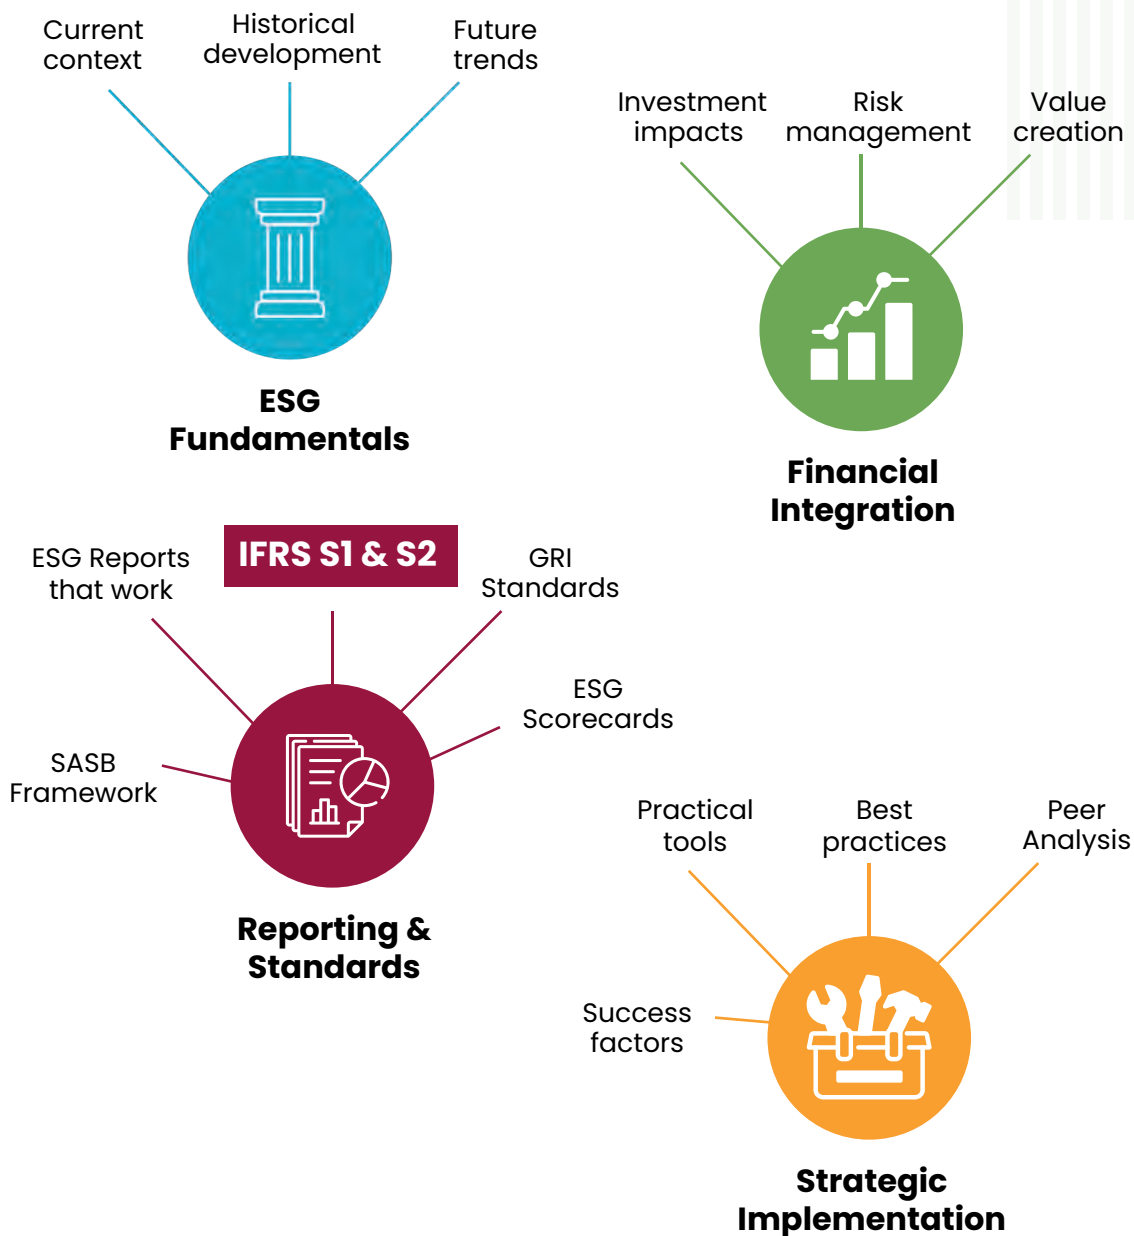 Current
context
Historical
development
Future
trends
ESG
Fundamentals
Investment
impacts
Risk
management
Value
creation
Financial
Integration
ESG Reports
that work
IFRS S1 & S2
GRI
Standards
ESG
Scorecards
SASB
Framework
Reporting &
Standards
Practical
tools
Best
practices
Peer
Analysis
Success
factors
Strategic
Implementation